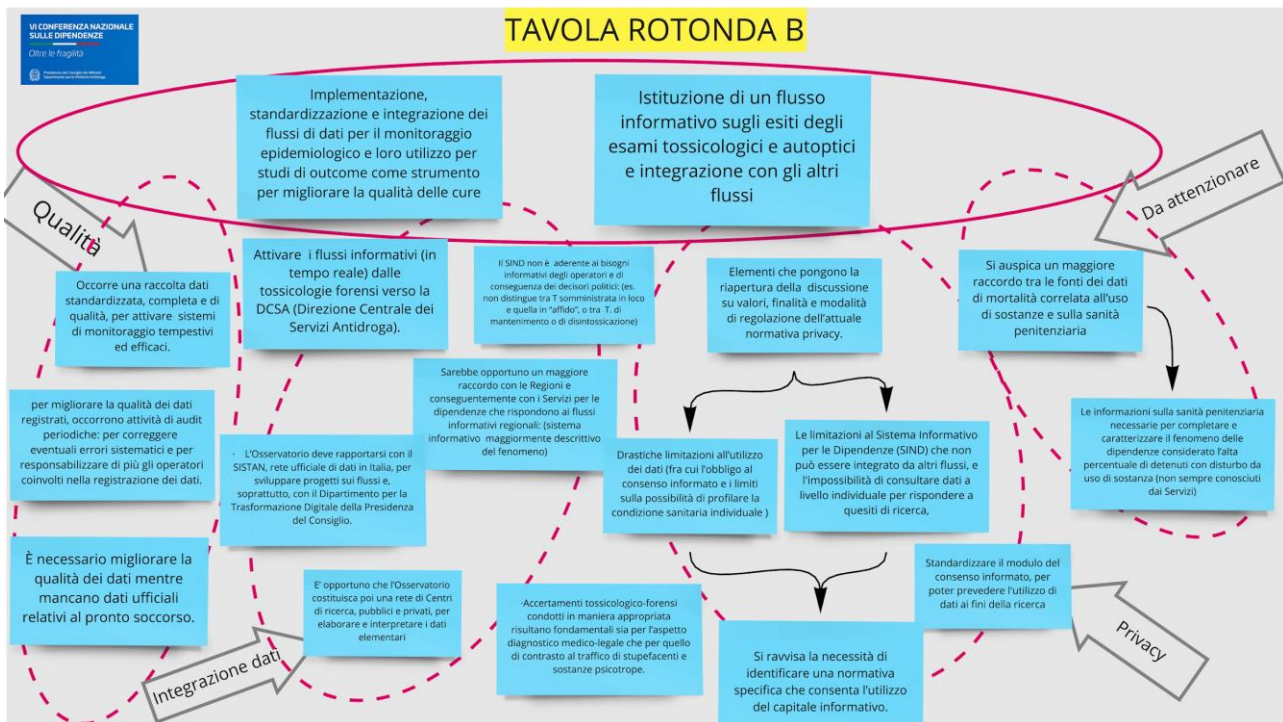 VI CONFERENZA NAZIONALE
SULLE DIPENDENZE
Oltre le fragilità
Presidenza del Consiglio dei Ministri
Dipartimento per le Politiche Antidroga
TAVOLA ROTONDA B
Implementazione,
standardizzazione e integrazione dei
flussi di dati per il monitoraggio
epidemiologico e loro utilizzo per
studi di outcome come strumento
per migliorare la qualità delle cure
Istituzione di un flusso
informativo sugli esiti degli
esami tossicologici e autoptici
e integrazione con gli altri
flussi
Qualità
Da attenzionare
Occorre una raccolta dati
standardizzata, completa e di
qualità, per attivare sistemi
di monitoraggio tempestivi
ed efficaci.
Attivare i flussi informativi (in
tempo reale) dalle
tossicologie forensi verso la
DCSA (Direzione Centrale dei
Servizi Antidroga).
Il SIND non è aderente ai bisogni
informativi degli operatori e di
conseguenza dei decisori politici: (es.
non distingue tra T somministrata in loco
e quella in "affido", o tra T. di
mantenimento o di disintossicazione)
Elementi che pongono la
riapertura della discussione
su valori, finalità e modalità
di regolazione dell'attuale
normativa privacy.
Si auspica un maggiore
raccordo tra le fonti dei dati
di mortalità correlata all'uso
di sostanze e sulla sanità
penitenziaria
per migliorare la qualità dei dati
registrati, occorrono attività di audit
periodiche: per correggere
eventuali errori sistematici e per
responsabilizzare di più gli operatori
coinvolti nella registrazione dei dati.
· L'Osservatorio deve rapportarsi con il
SISTAN, rete ufficiale di dati in Italia, per
sviluppare progetti sui flussi e,
soprattutto, con il Dipartimento per la
Trasformazione Digitale della Presidenza
del Consiglio.
Sarebbe opportuno un maggiore
raccordo con le Regioni e
conseguentemente con i Servizi per le
dipendenze che rispondono ai flussi
informativi regionali: (sistema
informativo maggiormente descrittivo
del fenomeno)
Drastiche limitazioni all'utilizzo
dei dati (fra cui l'obbligo al
consenso informato e i limiti
sulla possibilità di profilare la
condizione sanitaria individuale )
Le limitazioni al Sistema Informativo
per le Dipendenze (SIND) che non
può essere integrato da altri flussi, e
l'impossibilità di consultare dati a
livello individuale per rispondere a
quesiti di ricerca,
Le informazioni sulla sanità penitenziaria
necessarie per completare e
caratterizzare il fenomeno delle
dipendenze considerato l'alta
percentuale di detenuti con disturbo da
uso di sostanza (non sempre conosciuti
dai Servizi)
È necessario migliorare la
qualità dei dati mentre
mancano dati ufficiali
relativi al pronto soccorso.
E' opportuno che l'Osservatorio
costituisca poi una rete di Centri
di ricerca, pubblici e privati, per
elaborare e interpretare i dati
elementari
·Accertamenti tossicologico-forensi
condotti in maniera appropriata
risultano fondamentali sia per l'aspetto
diagnostico medico-legale che per quello
di contrasto al traffico di stupefacenti e
sostanze psicotrope.
Si ravvisa la necessità di
identificare una normativa
specifica che consenta l'utilizzo
del capitale informativo.
Standardizzare il modulo del
consenso informato, per
poter prevedere l'utilizzo di
dati ai fini della ricerca
Integrazione dati
Privacy